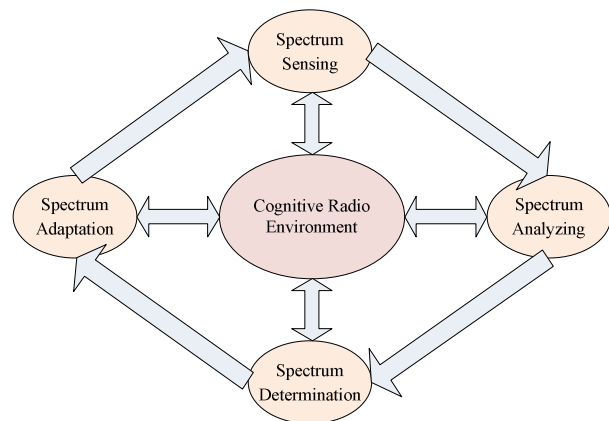 Spectrum
Sensing
Spectrum
Adaptation
Cognitive Radio
Environment
Spectrum
Analyzing
Spectrum
Determination